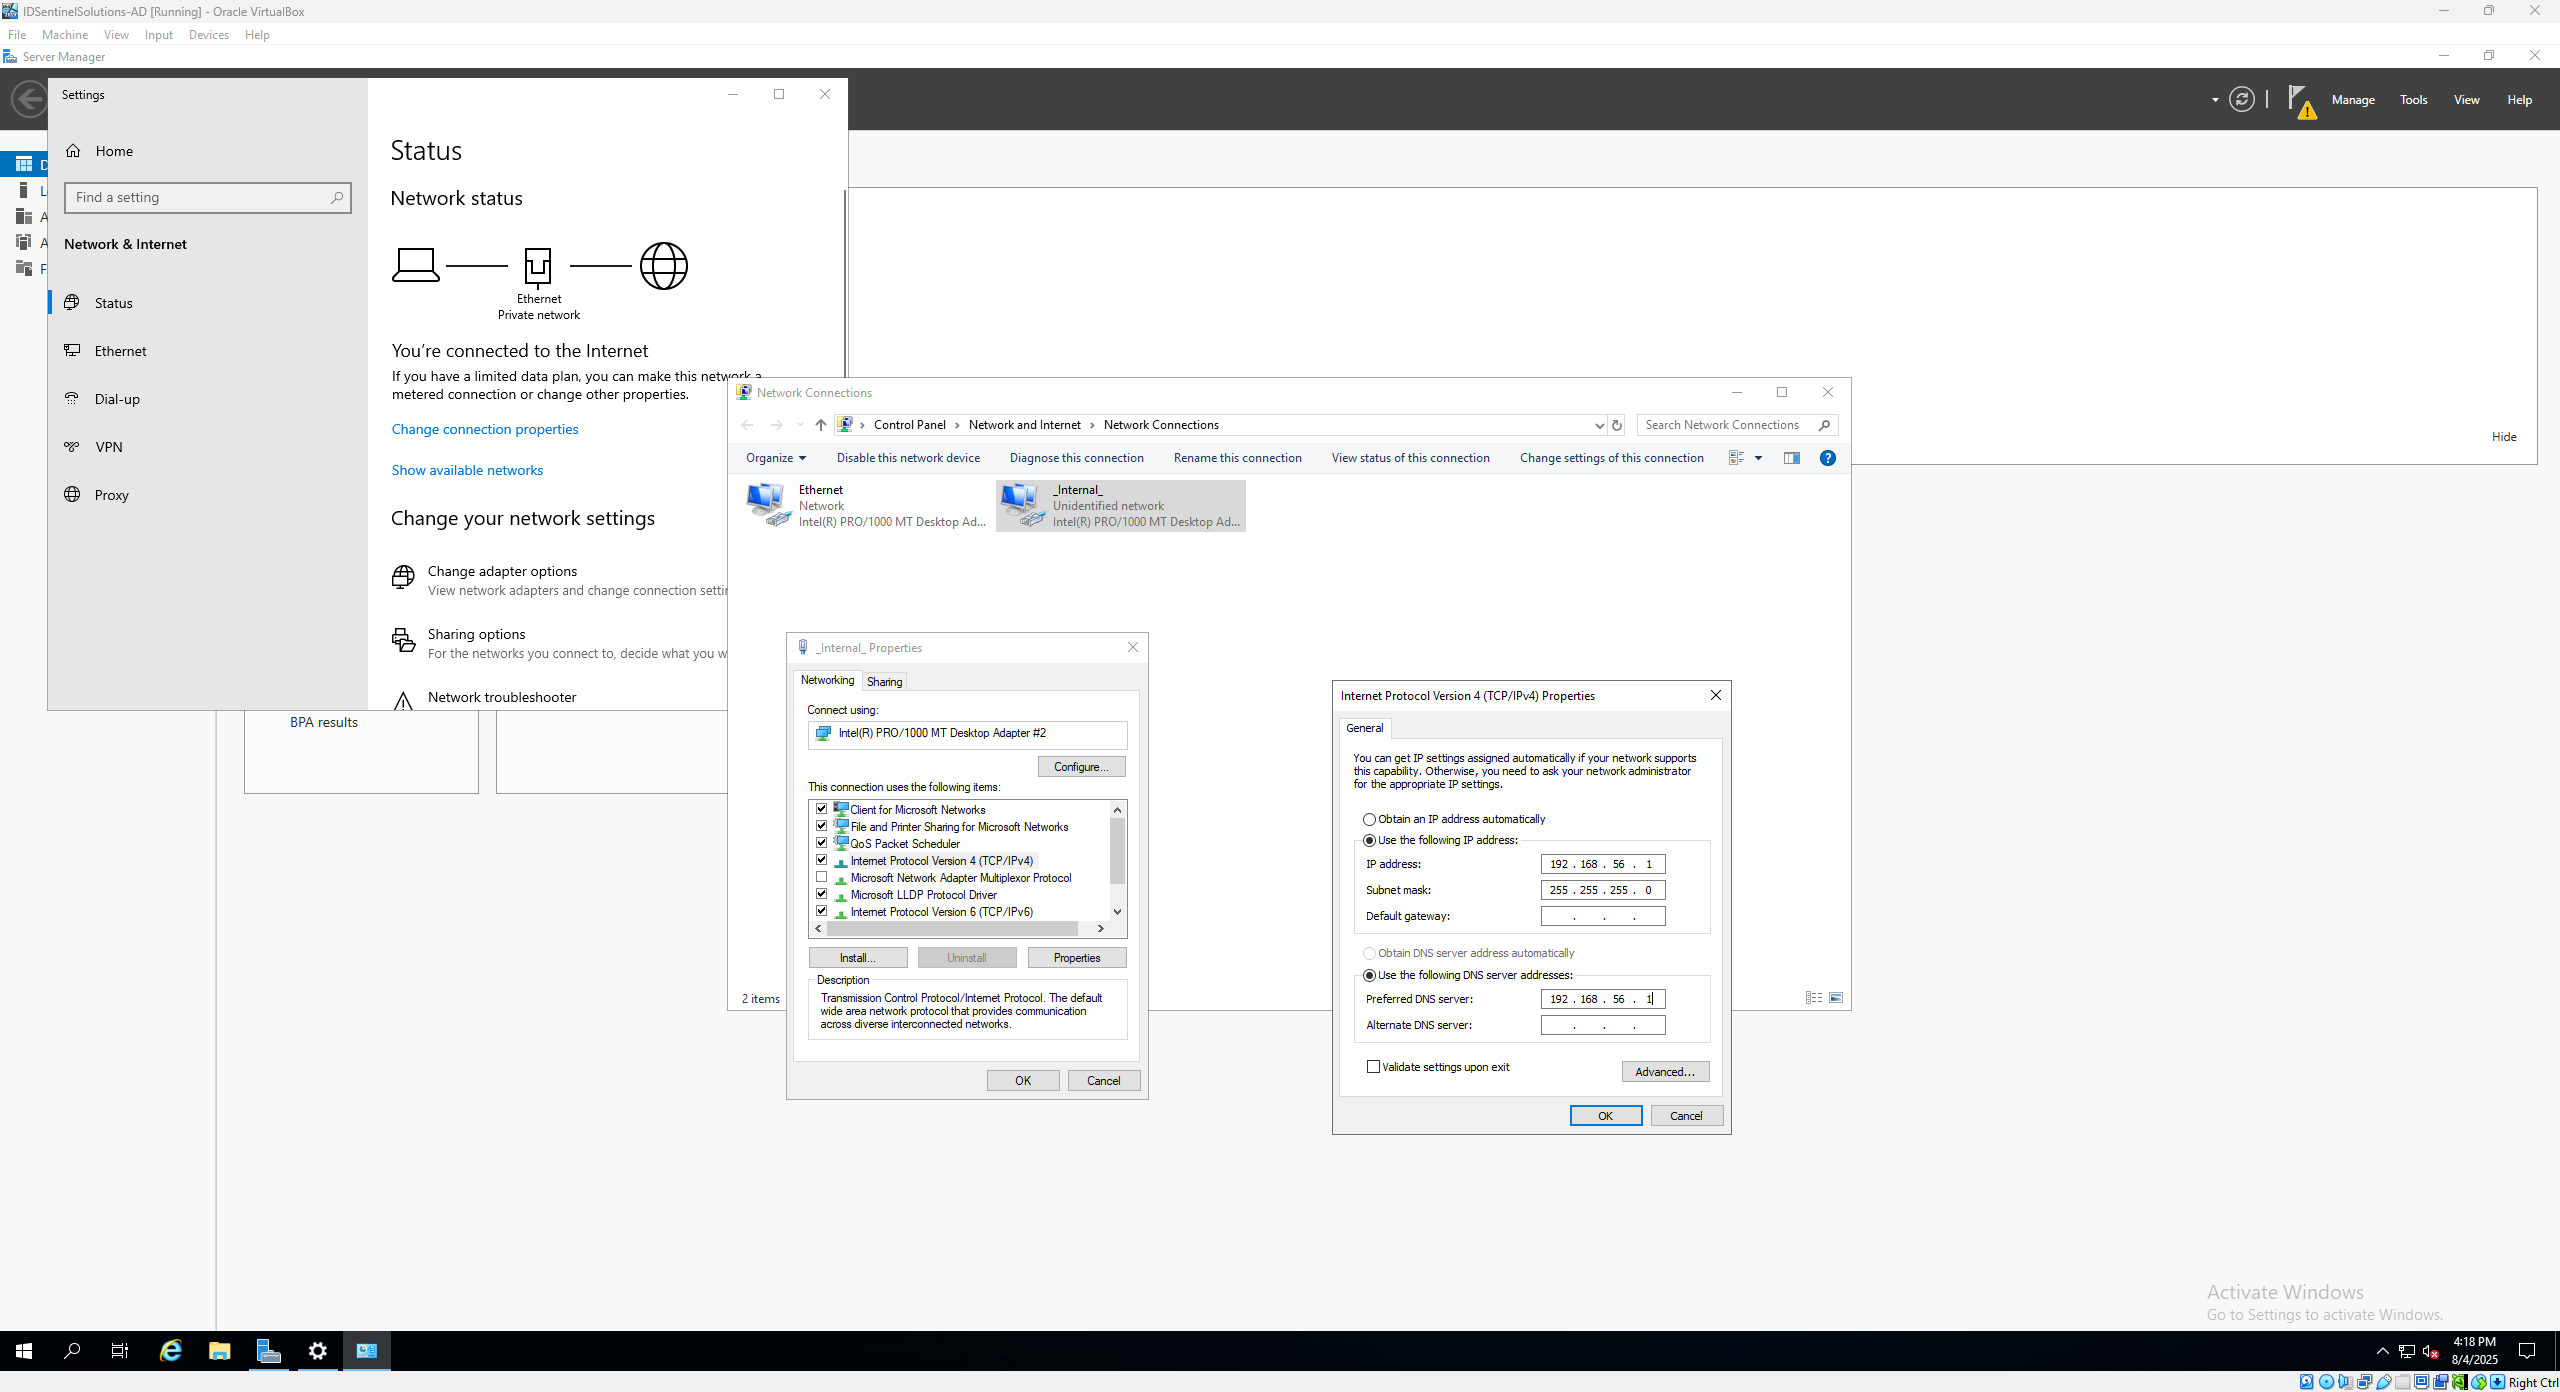 IDSentinelSolutions-AD [Running] - Oracle VirtualBox
File Machine View Input Devices Help
Server Manager
Manage Tools View Help
Settings
Home
Find a setting
Network & Internet
Status
Ethernet
Dial-up
VPN
Proxy
Status
Network status
Ethernet
Private network
You're connected to the Internet
If you have a limited data plan, you can make this network a
metered connection or change other properties.
Change connection properties
Show available networks
Change your network settings
Change adapter options
View network adapters and change connection settin
Sharing options
For the networks you connect to, decide what you w
Network troubleshooter
BPA results
Hide
Network Connections
Control Panel Network and Internet Network Connections
Search Network Connections
Organize Disable this network device Diagnose this connection Rename this connection View status of this connection Change settings of this connection
Ethernet
Network
Intel(R) PRO/1000 MT Desktop Ad...
_Internal_
Unidentified network
Intel(R) PRO/1000 MT Desktop Ad...
2 items
_Internal_ Properties
Networking Sharing
Connect using:
Intel(R) PRO/1000 MT Desktop Adapter #2
Configure...
This connection uses the following items:
Client for Microsoft Networks
File and Printer Sharing for Microsoft Networks
QoS Packet Scheduler
Internet Protocol Version 4 (TCP/IPv4)
Microsoft Network Adapter Multiplexor Protocol
Microsoft LLDP Protocol Driver
Internet Protocol Version 6 (TCP/IPv6)
Install... Uninstall Properties
Description
Transmission Control Protocol/Internet Protocol. The default
wide area network protocol that provides communication
across diverse interconnected networks.
OK Cancel
Internet Protocol Version 4 (TCP/IPv4) Properties
General
You can get IP settings assigned automatically if your network supports
this capability. Otherwise, you need to ask your network administrator
for the appropriate IP settings.
Obtain an IP address automatically
Use the following IP address:
IP address: 192 . 168 . 56 . 1
Subnet mask: 255 . 255 . 255 . 0
Default gateway: . . .
Obtain DNS server address automatically
Use the following DNS server addresses:
Preferred DNS server: 192 . 168 . 56 . 1
Alternate DNS server: . . .
Validate settings upon exit
Advanced...
OK Cancel
Activate Windows
Go to Settings to activate Windows.
4:18 PM
8/4/2025
Right Ctrl